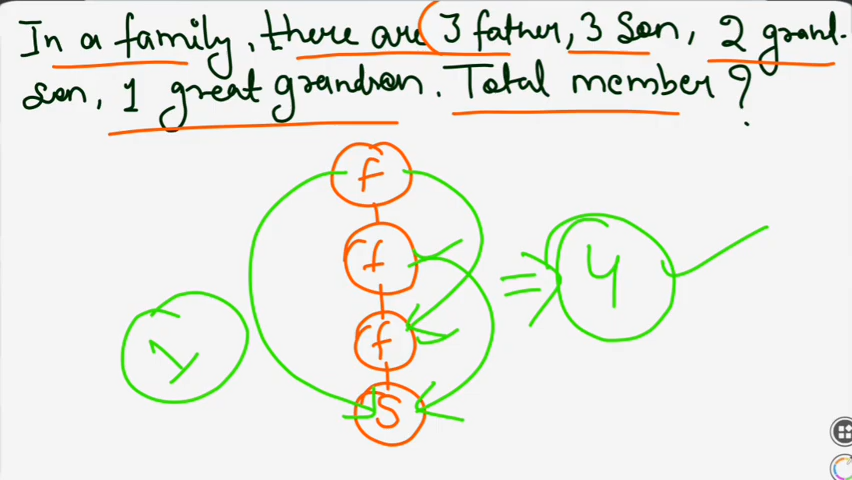 In a family, there are 3 father, 3 son, 2 grand-
son, 1 great grandson. Total member ?
f
f
f
S
1
⇒ 4